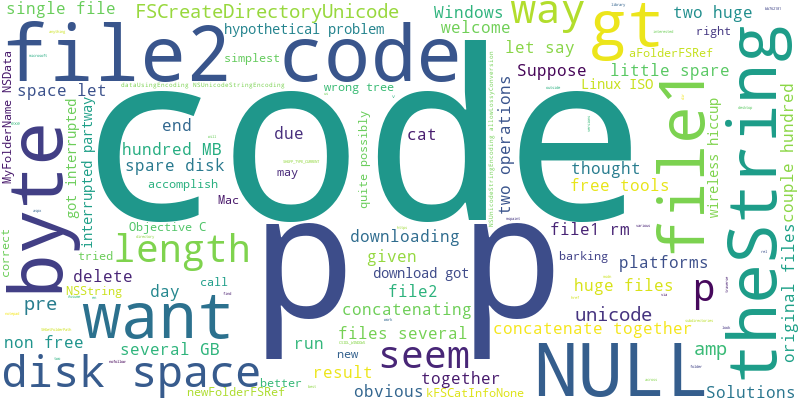 single file
FSCreateDirectoryUnicode
Windows
way
gt
two huge
hypothetical problem
welcome
right
file2 code
let say
aFolderFSRef
simplest
Suppose
little spare
Linux ISO
space let
wrong tree
dataUsingEncoding NSUnicodeStringEncoding allowLossyConversion
MyFolderName NSData
code
byte
got interrupted
interrupted partway
end
due
cat
two operations
file1
theString
hundred MB
quite possibly
wireless hiccup
couple hundred
spare disk
may
thought
accomplish
free tools
Mac
p
Objective C
file1 rm
correct
tried
length
downloading
barking
platforms
given
delete
download got
huge files
NSString
file2
p p
original files
want
day
call
concatenating
unicode
pre
files several
concatenate together
non free
several GB
run
new
seem
NULL
amp
disk space
result
together
obvious
better
newFolderFSRef
kFSCatInfoNone
Solutions